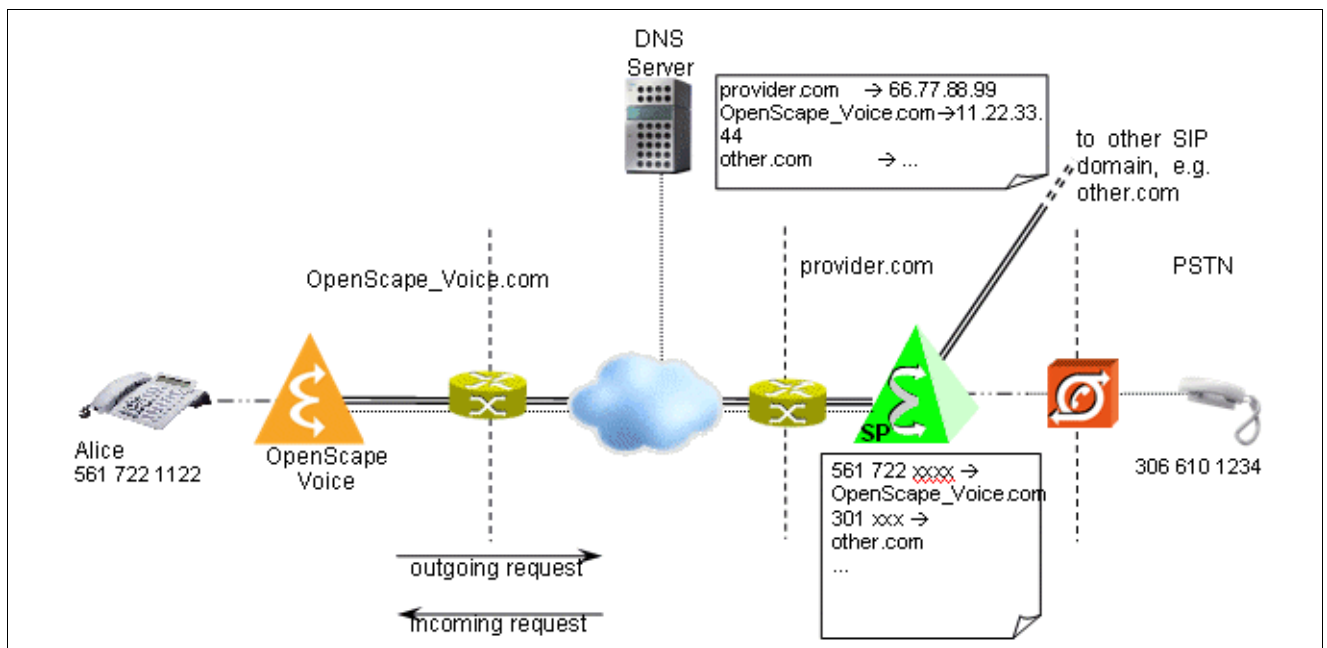 DNS
Server
provider.com → 66.77.88.99
OpenScape_Voice.com→11.22.33.
44
other.com → ...
to other SIP
domain, e.g.
other.com
OpenScape_Voice.com
provider.com
PSTN
SP
Alice
561 722 1122
OpenScape
Voice
306 610 1234
561 722 xxxx →
OpenScape_Voice.com
301 xxx →
other.com
...
outgoing request
incoming request